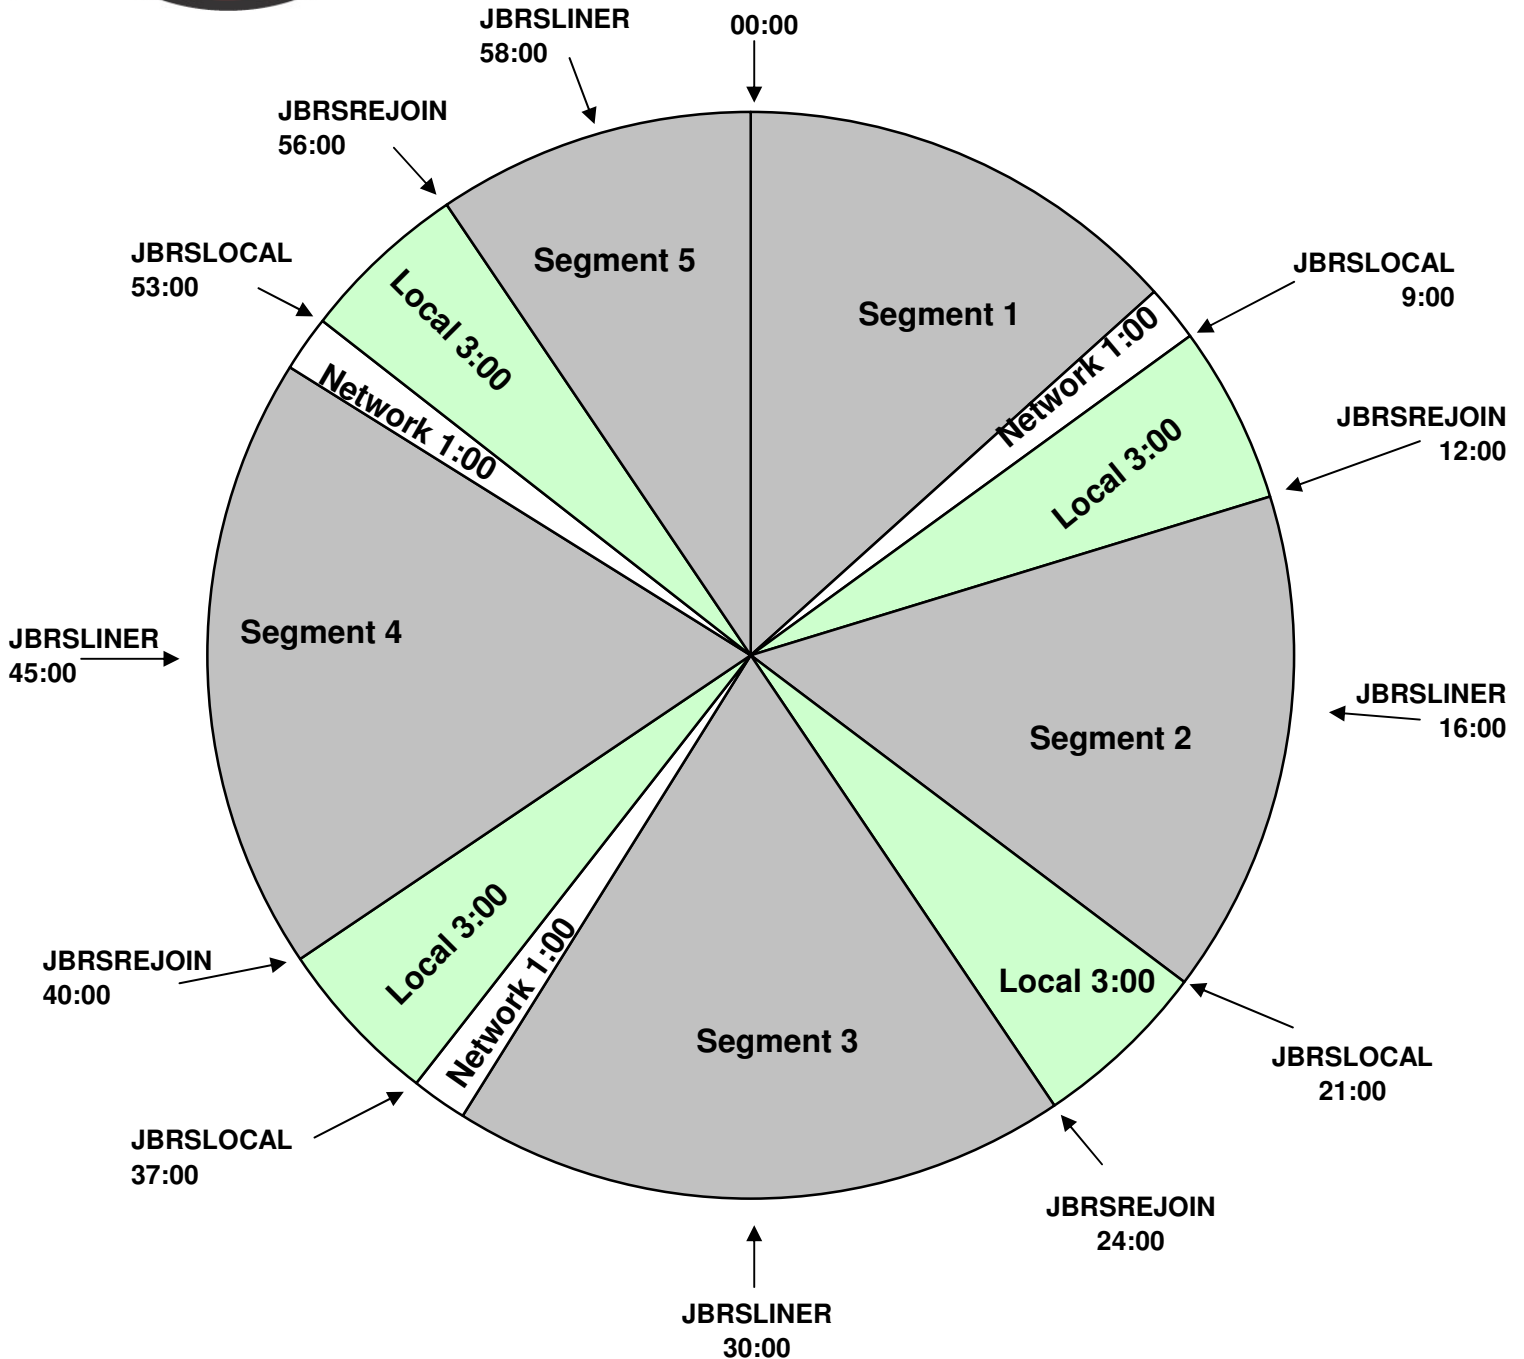 JBRSLINER
58:00
00:00
JBRSREJOIN
56:00
JBRSLOCAL
53:00
JBRSLOCAL
9:00
Segment 5
Segment 1
Local 3:00
Network 1:00
Network 1:00
Local 3:00
JBRSREJOIN
12:00
Segment 4
JBRSLINER
45:00
JBRSLINER
16:00
Segment 2
Local 3:00
Network 1:00
Local 3:00
Segment 3
JBRSREJOIN
40:00
JBRSLOCAL
21:00
JBRSLOCAL
37:00
JBRSREJOIN
24:00
JBRSLINER
30:00